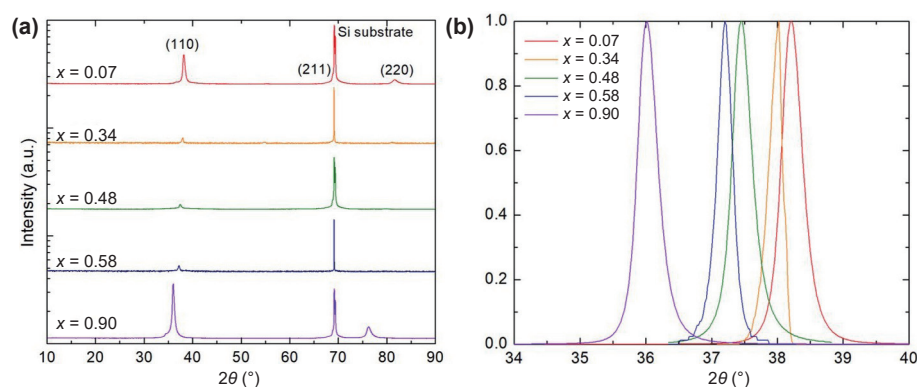 (a)
Si substrate
(110)
(211)
(220)
x = 0.07
x = 0.34
x = 0.48
x = 0.58
x = 0.90
Intensity (a.u.)
10 20 30 40 50 60 70 80 90
2θ (°)
(b)
1.0
0.8
0.6
0.4
0.2
0.0
x = 0.07
x = 0.34
x = 0.48
x = 0.58
x = 0.90
34 35 36 37 38 39 40
2θ (°)